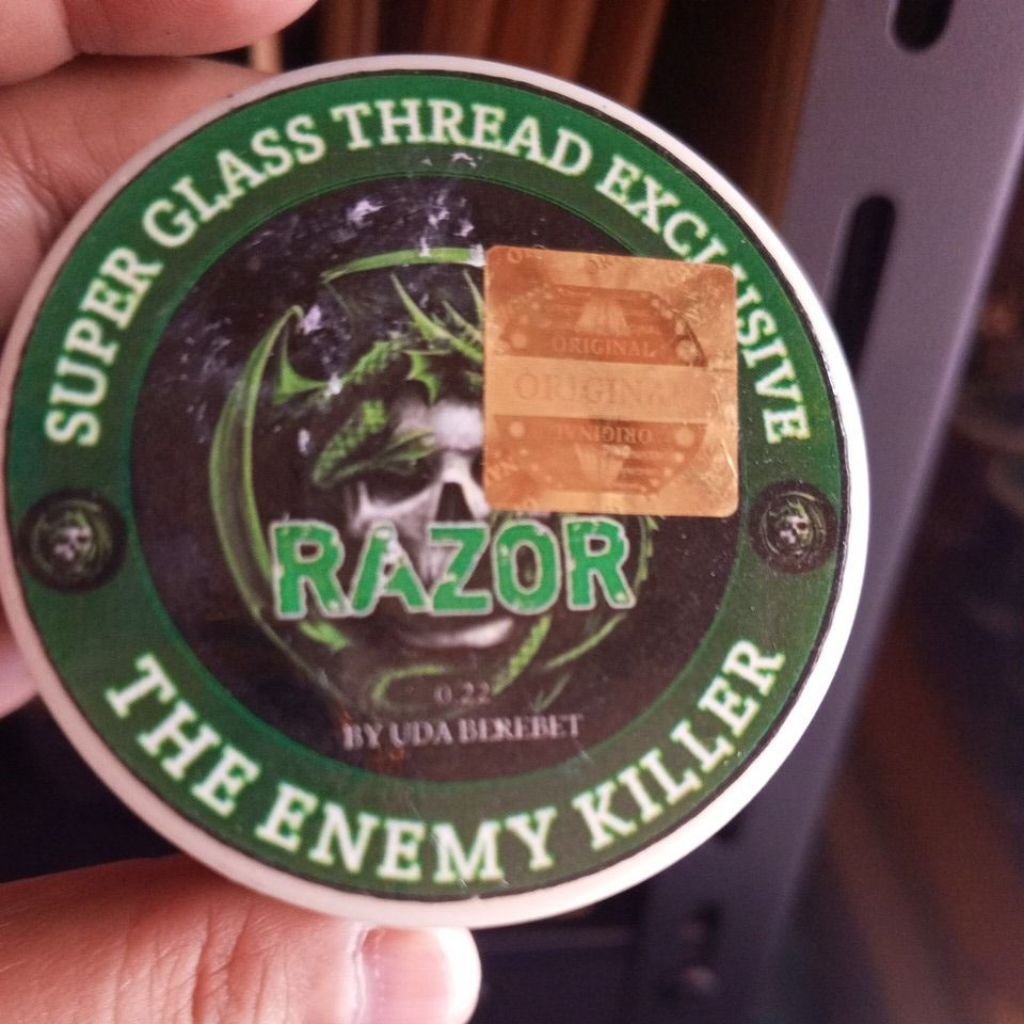 SUPER GLASS THREAD EXCLUSIVE
ORIGINAL
ORIGINAL
ORIGINAL
RAZOR
0.22
BY UDA BEREBET
THE ENEMY KILLER